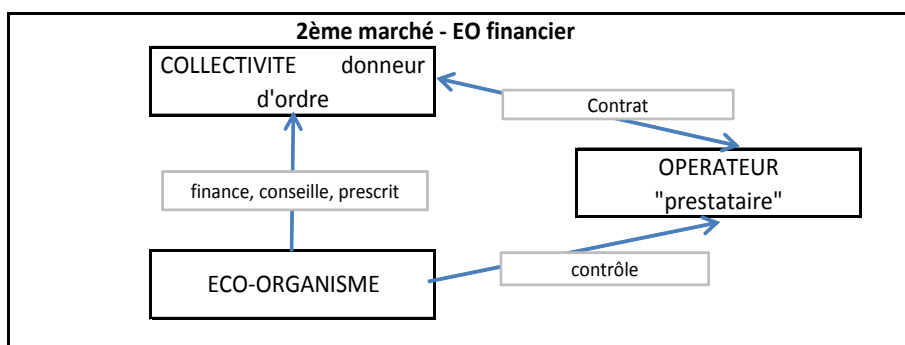 2ème marché - EO financier
COLLECTIVITE donneur
d'ordre
Contrat
OPERATEUR
"prestataire"
finance, conseille, prescrit
ECO-ORGANISME
contrôle